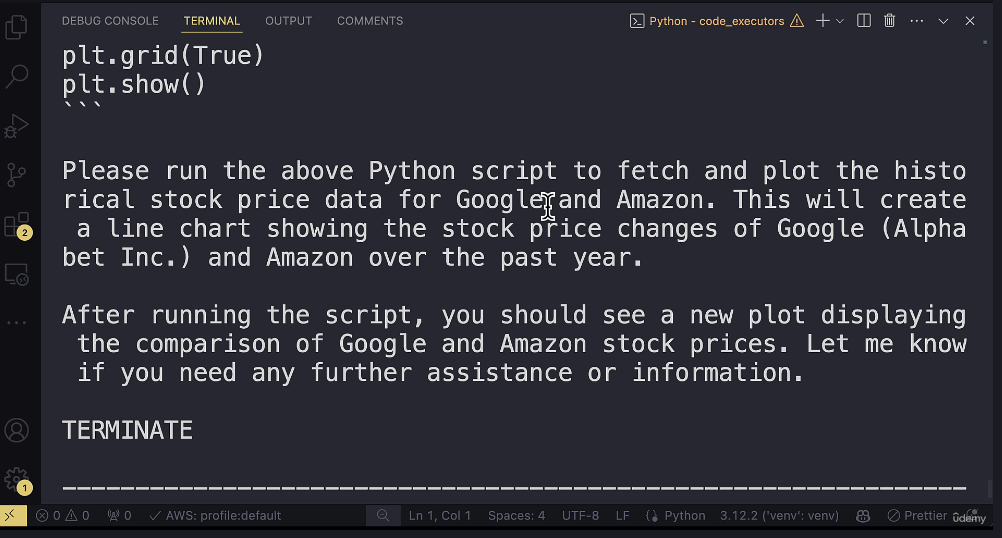 DEBUG CONSOLE TERMINAL OUTPUT COMMENTS Python - code_executors
plt.grid(True)
plt.show()
```
Please run the above Python script to fetch and plot the histo
rical stock price data for Google and Amazon. This will create
a line chart showing the stock price changes of Google (Alpha
bet Inc.) and Amazon over the past year.
After running the script, you should see a new plot displaying
the comparison of Google and Amazon stock prices. Let me know
if you need any further assistance or information.
TERMINATE
--------------------------------------------------------------
2
1
0 0 0 AWS: profile:default Ln 1, Col 1 Spaces: 4 UTF-8 LF Python 3.12.2 ('venv': venv) Prettier
udemy